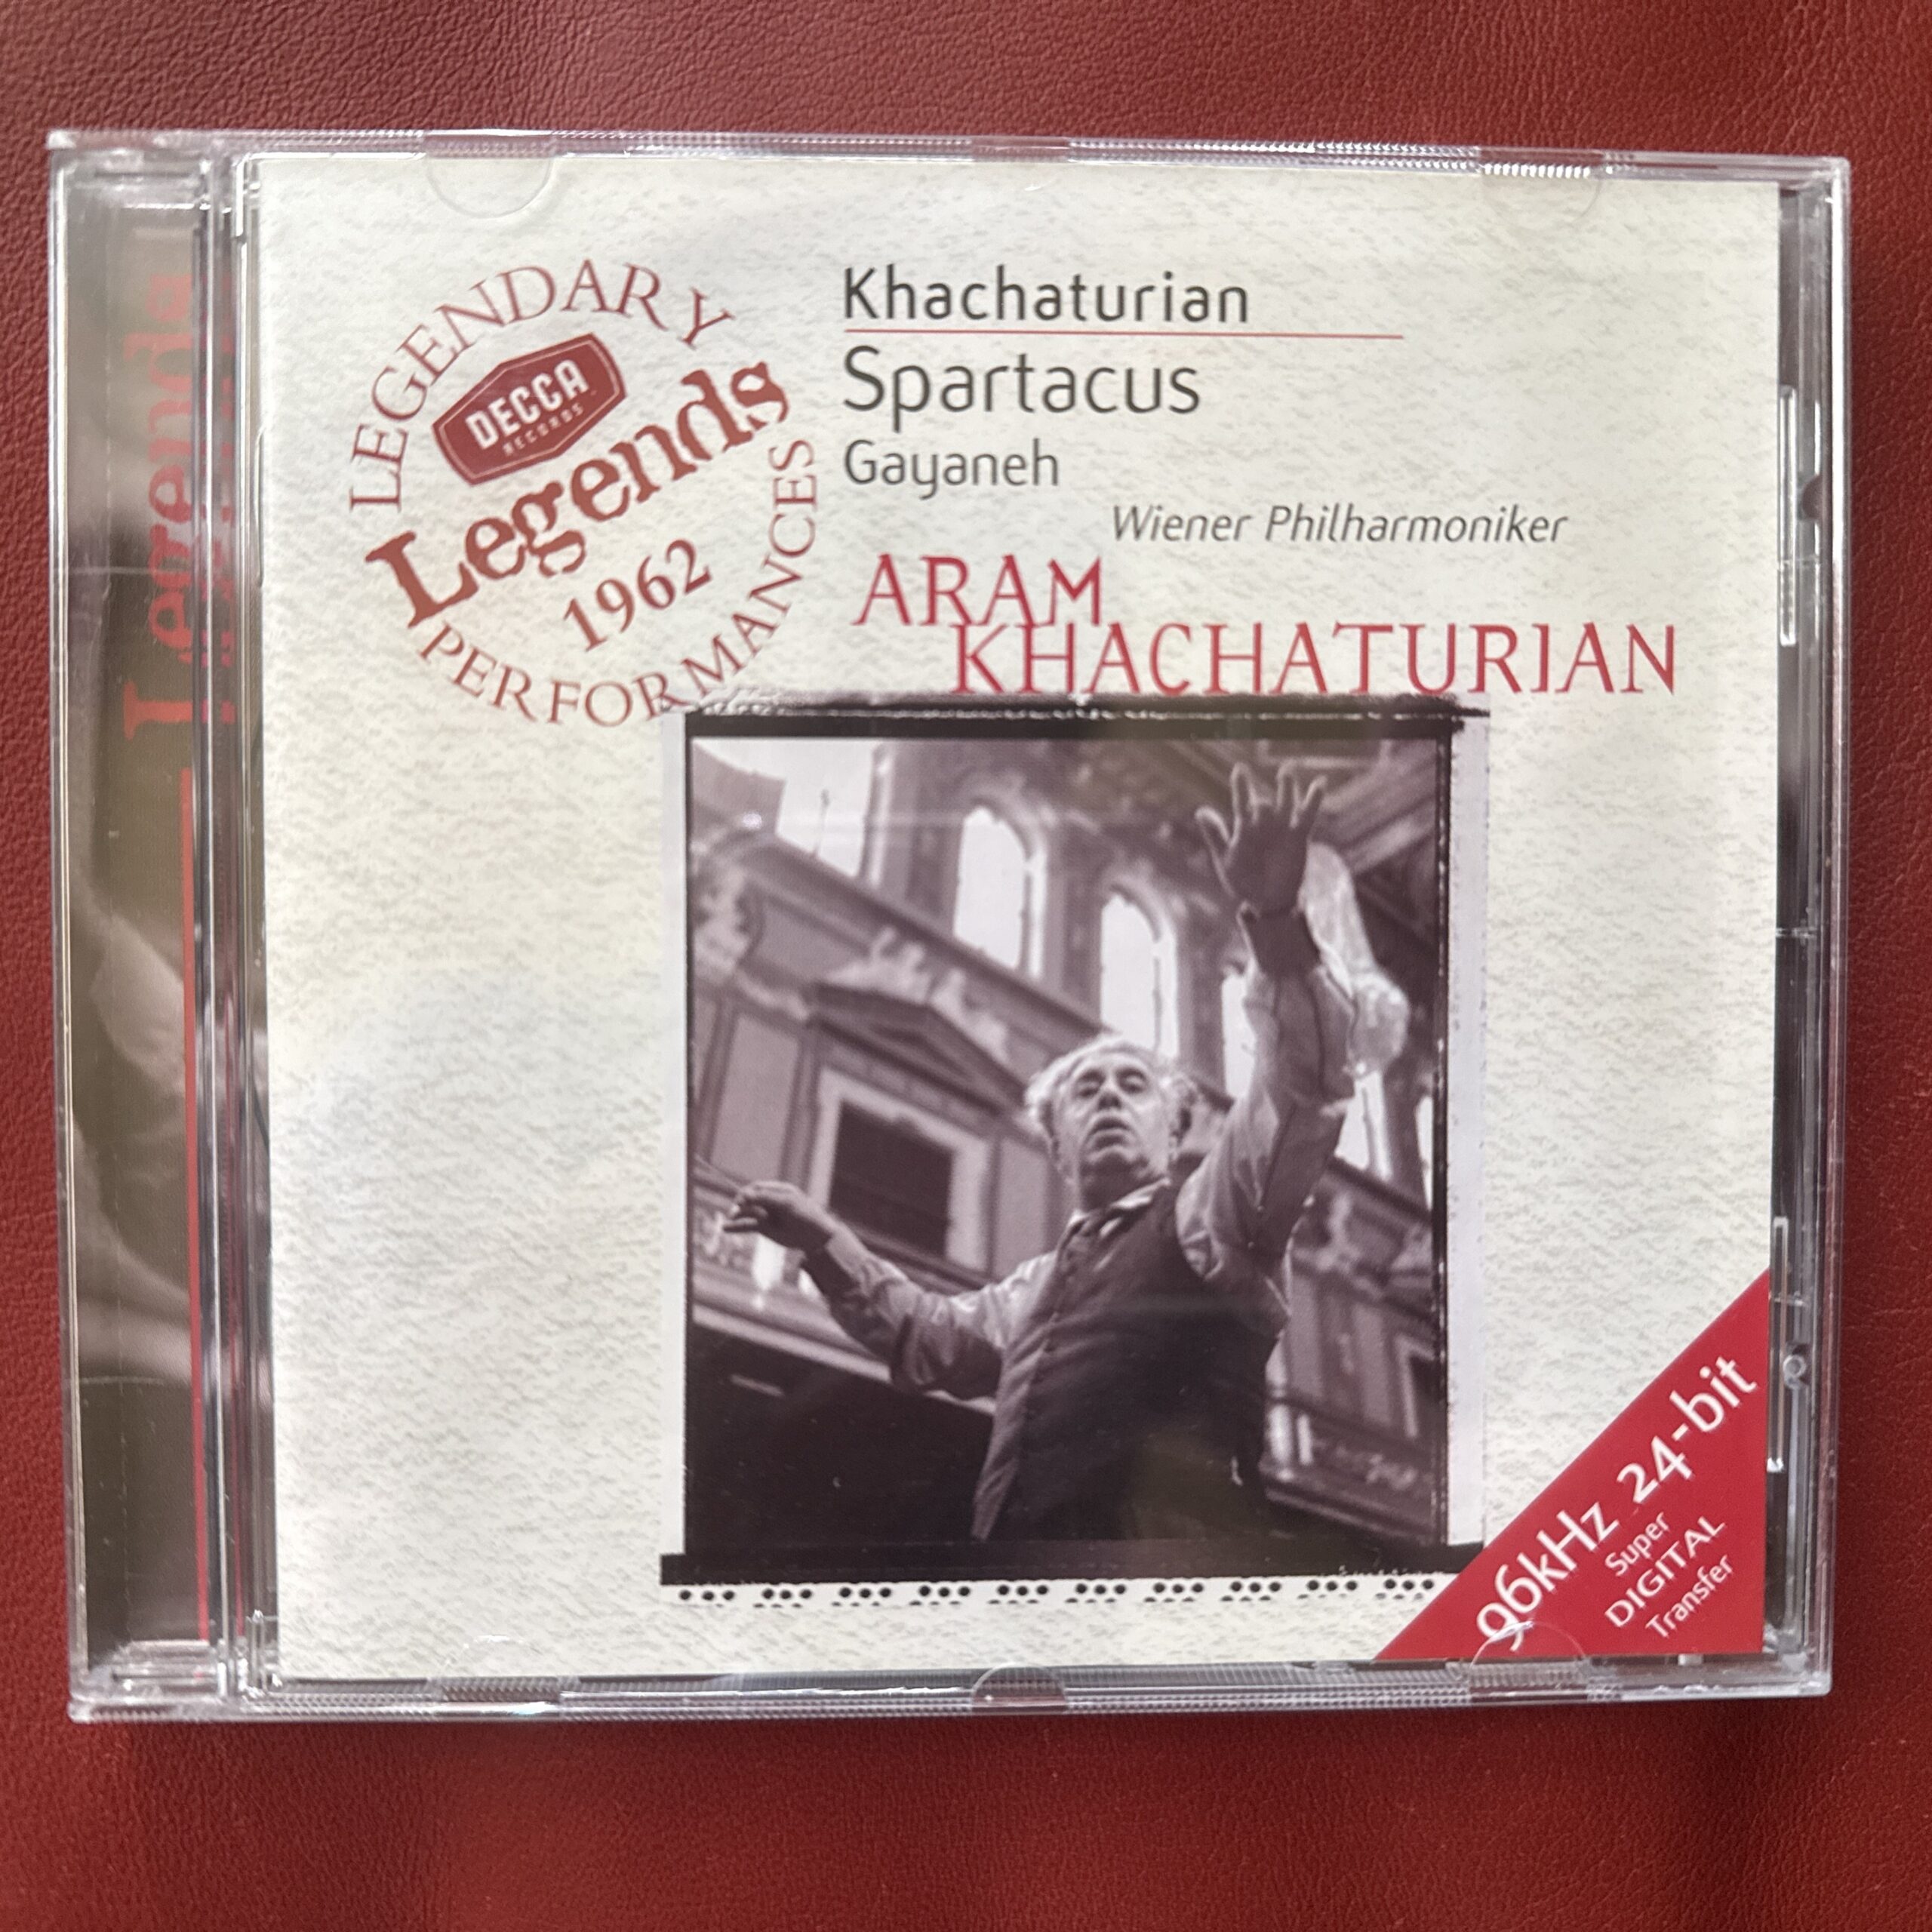 LEGENDARY
DECCA
RECORDS
Legends
1962
PERFORMANCES
Khachaturian
Spartacus
Gayaneh
Wiener Philharmoniker
ARAM
KHACHATURIAN
96kHz 24-bit
Super
DIGITAL
Transfer
Legends